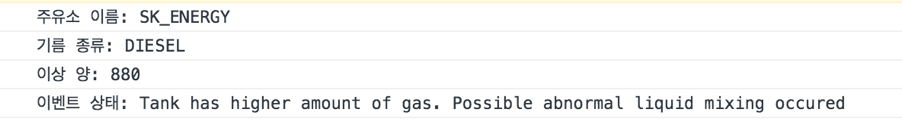 주유소 이름: SK_ENERGY
기름 종류: DIESEL
이상 양: 880
이벤트 상태: Tank has higher amount of gas. Possible abnormal liquid mixing occured